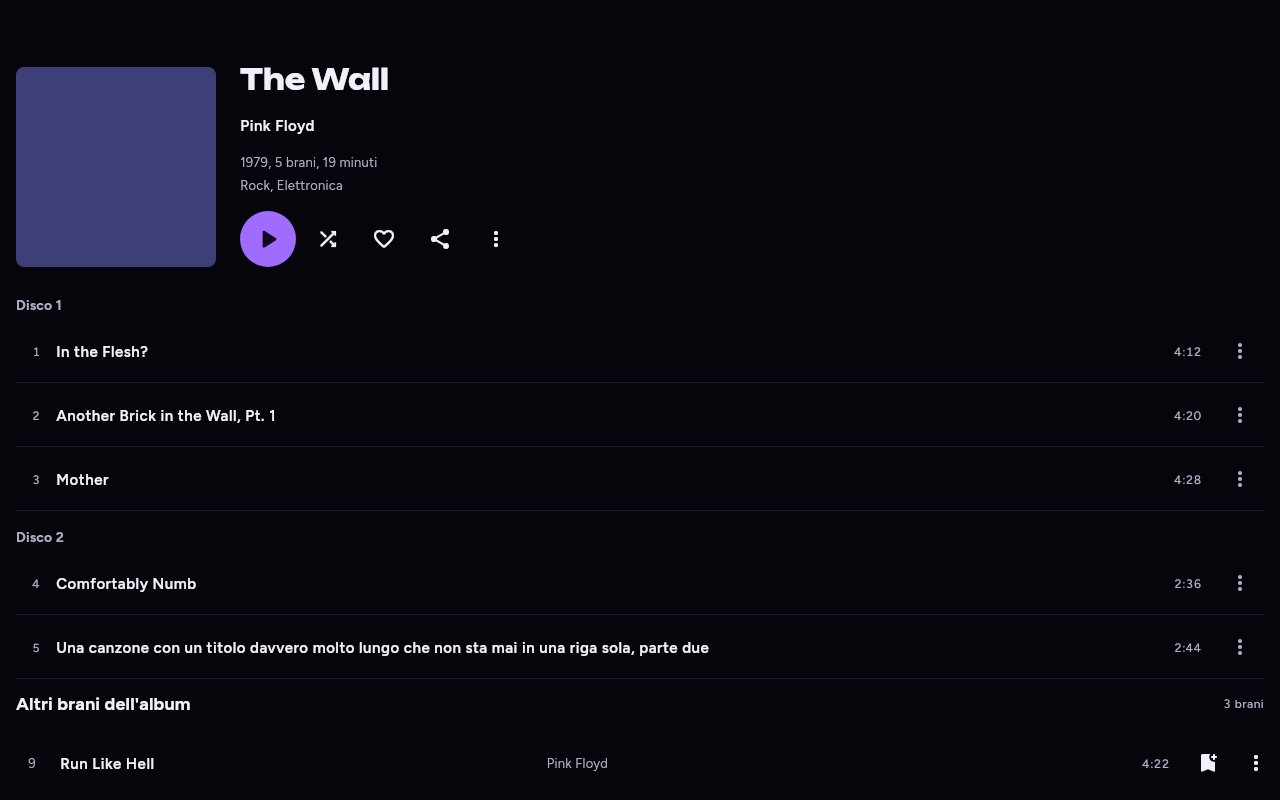 The Wall
Pink Floyd
1979, 5 brani, 19 minuti
Rock, Elettronica
Disco 1
1 In the Flesh? 4:12
2 Another Brick in the Wall, Pt. 1 4:20
3 Mother 4:28
Disco 2
4 Comfortably Numb 2:36
5 Una canzone con un titolo davvero molto lungo che non sta mai in una riga sola, parte due 2:44
Altri brani dell'album 3 brani
9 Run Like Hell Pink Floyd 4:22